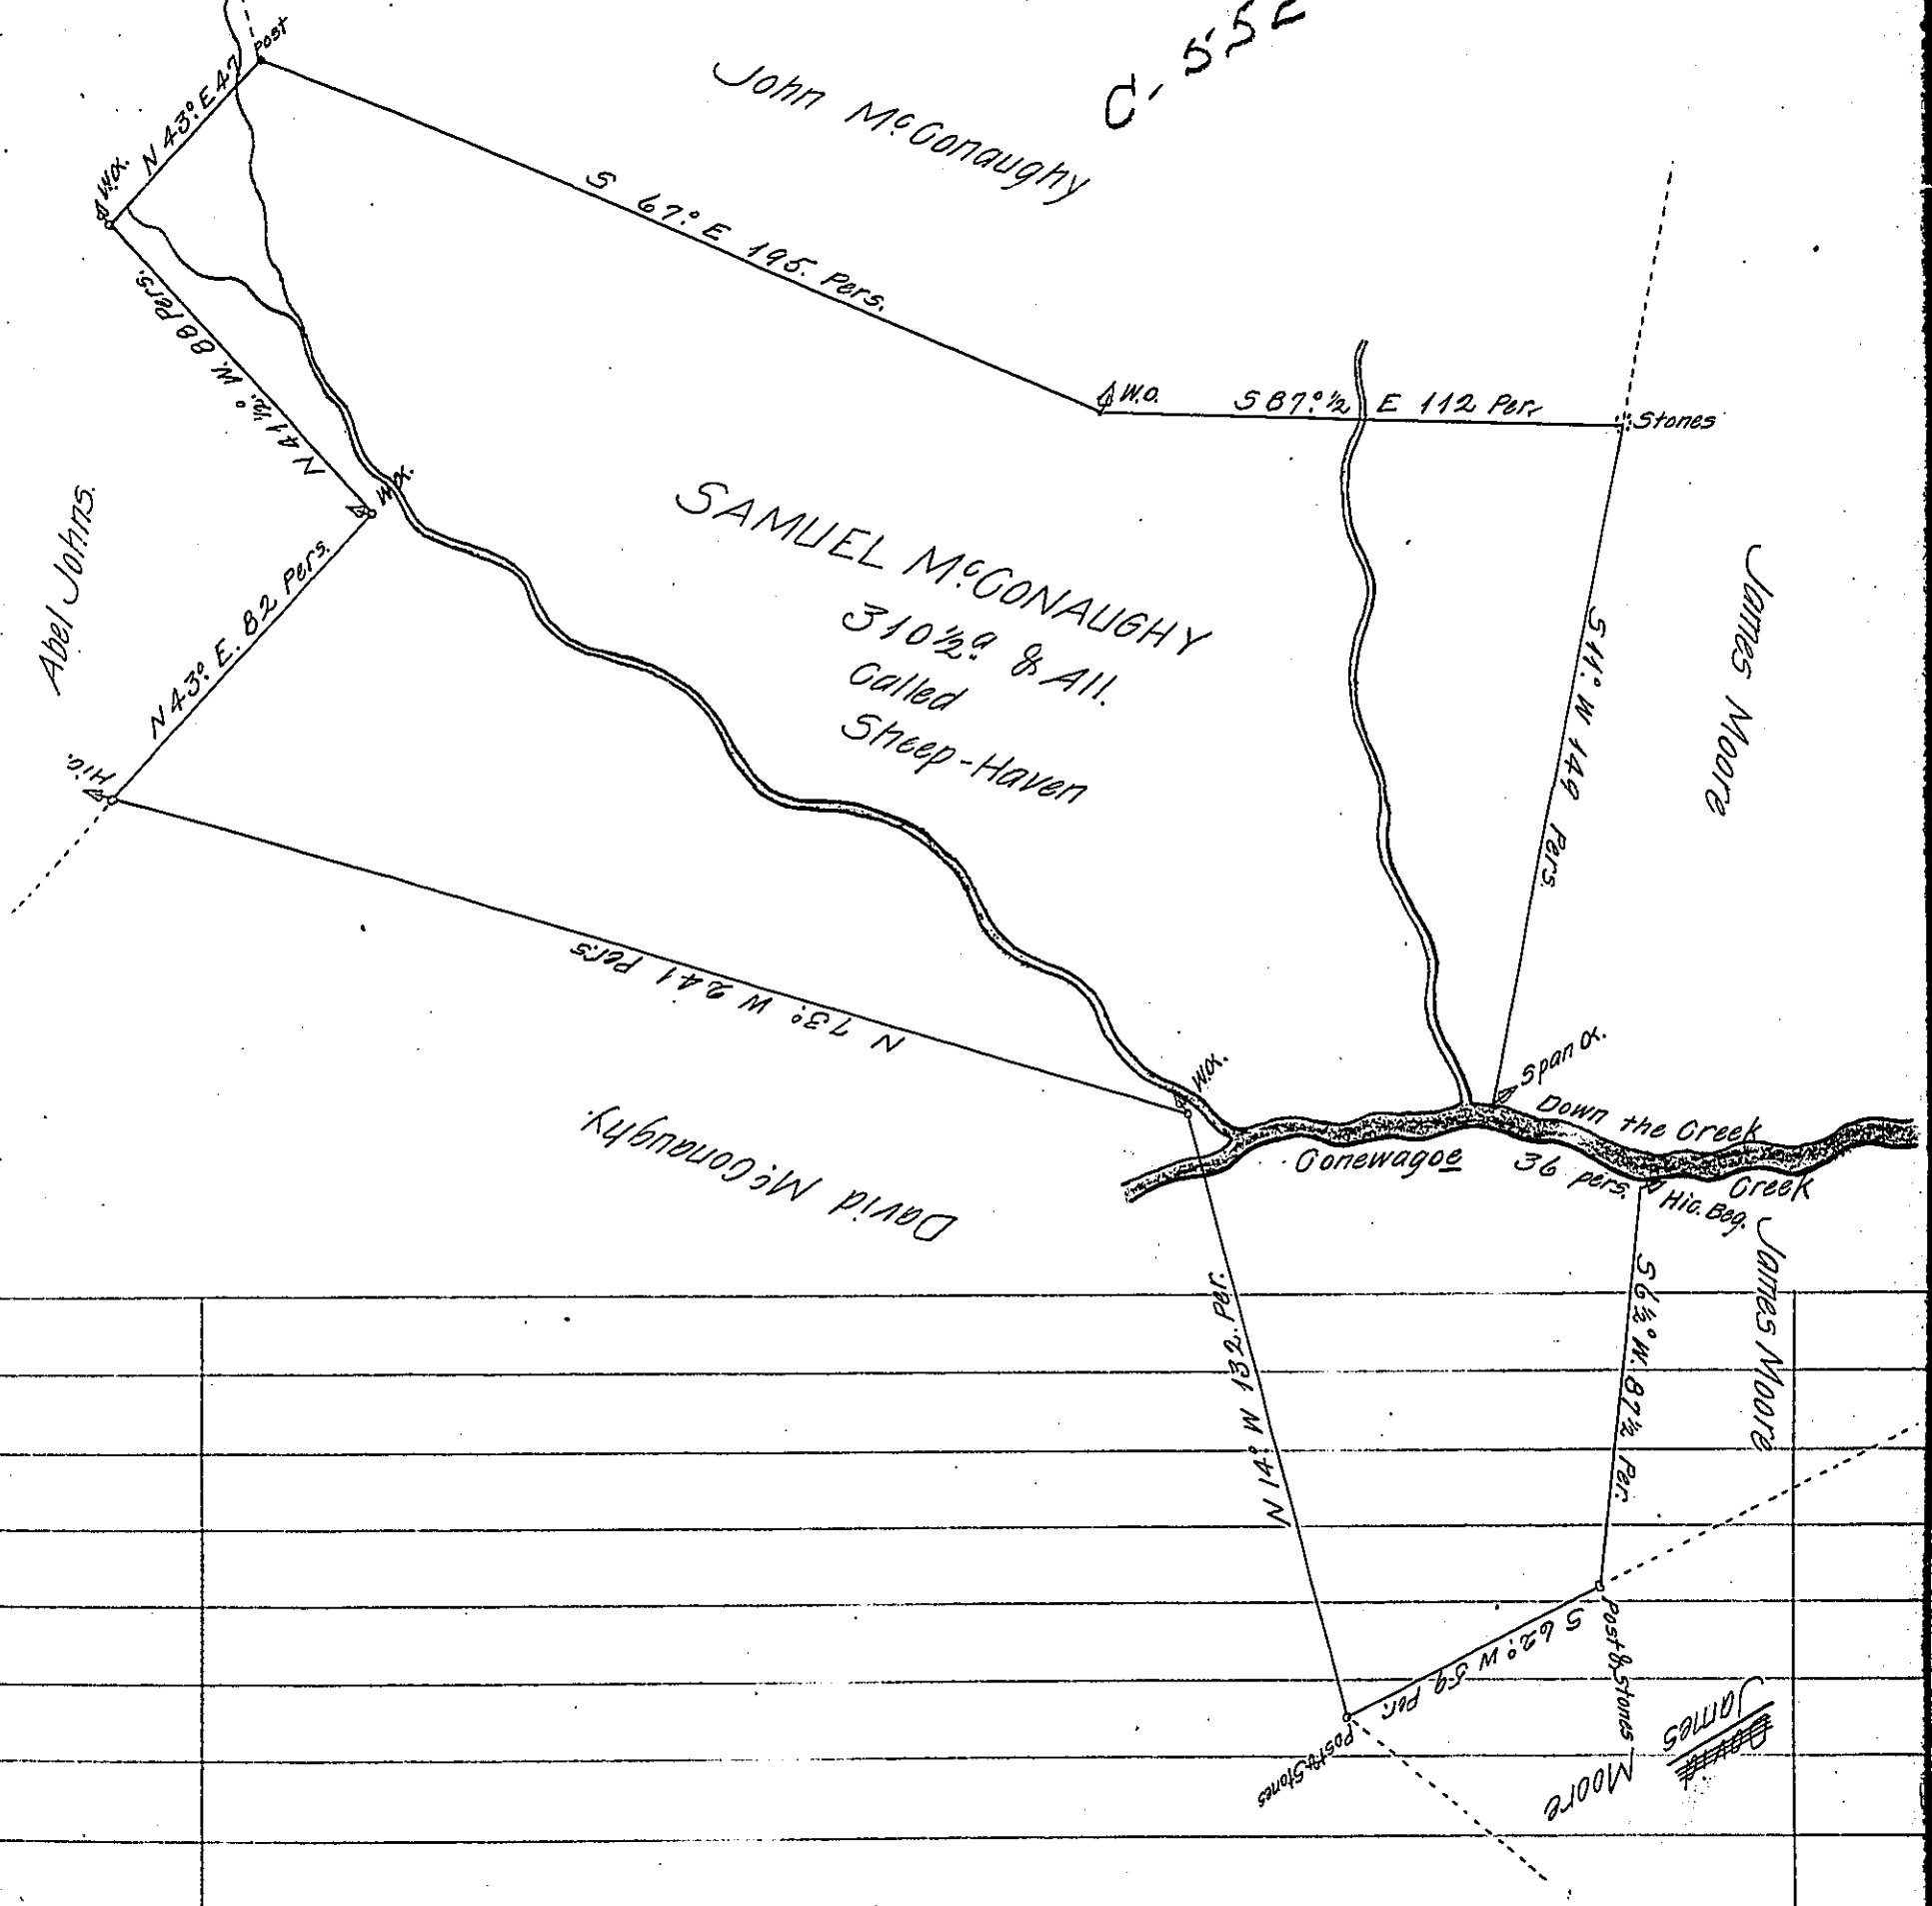 C. 55
Post
N 43.° E 47
W.O.
John McConaughy
S 67.° E 195. Pers.
W.O.
S 87.°½ E 112 Per.
Stones
N 41½.° W. 88 Pers.
W.O.
Abel Johns.
N 43.° E. 82 Pers.
Hic.
SAMUEL McCONAUGHY
310½.a & All.
Called
Sheep-Haven
S 11.° W 149 Pers.
James Moore
N 73.° W 241 Pers
W.O.
Span O.
Down the Creek
Conewagoe 36 pers. Creek
Hic. Beg.
David McConaughy.
James Moore
S 6½° W. 87½ Per.
N 14° W 132. Per.
S 62.° W 59 Per.
Post & Stones
Post & Stones
David
James
Moore